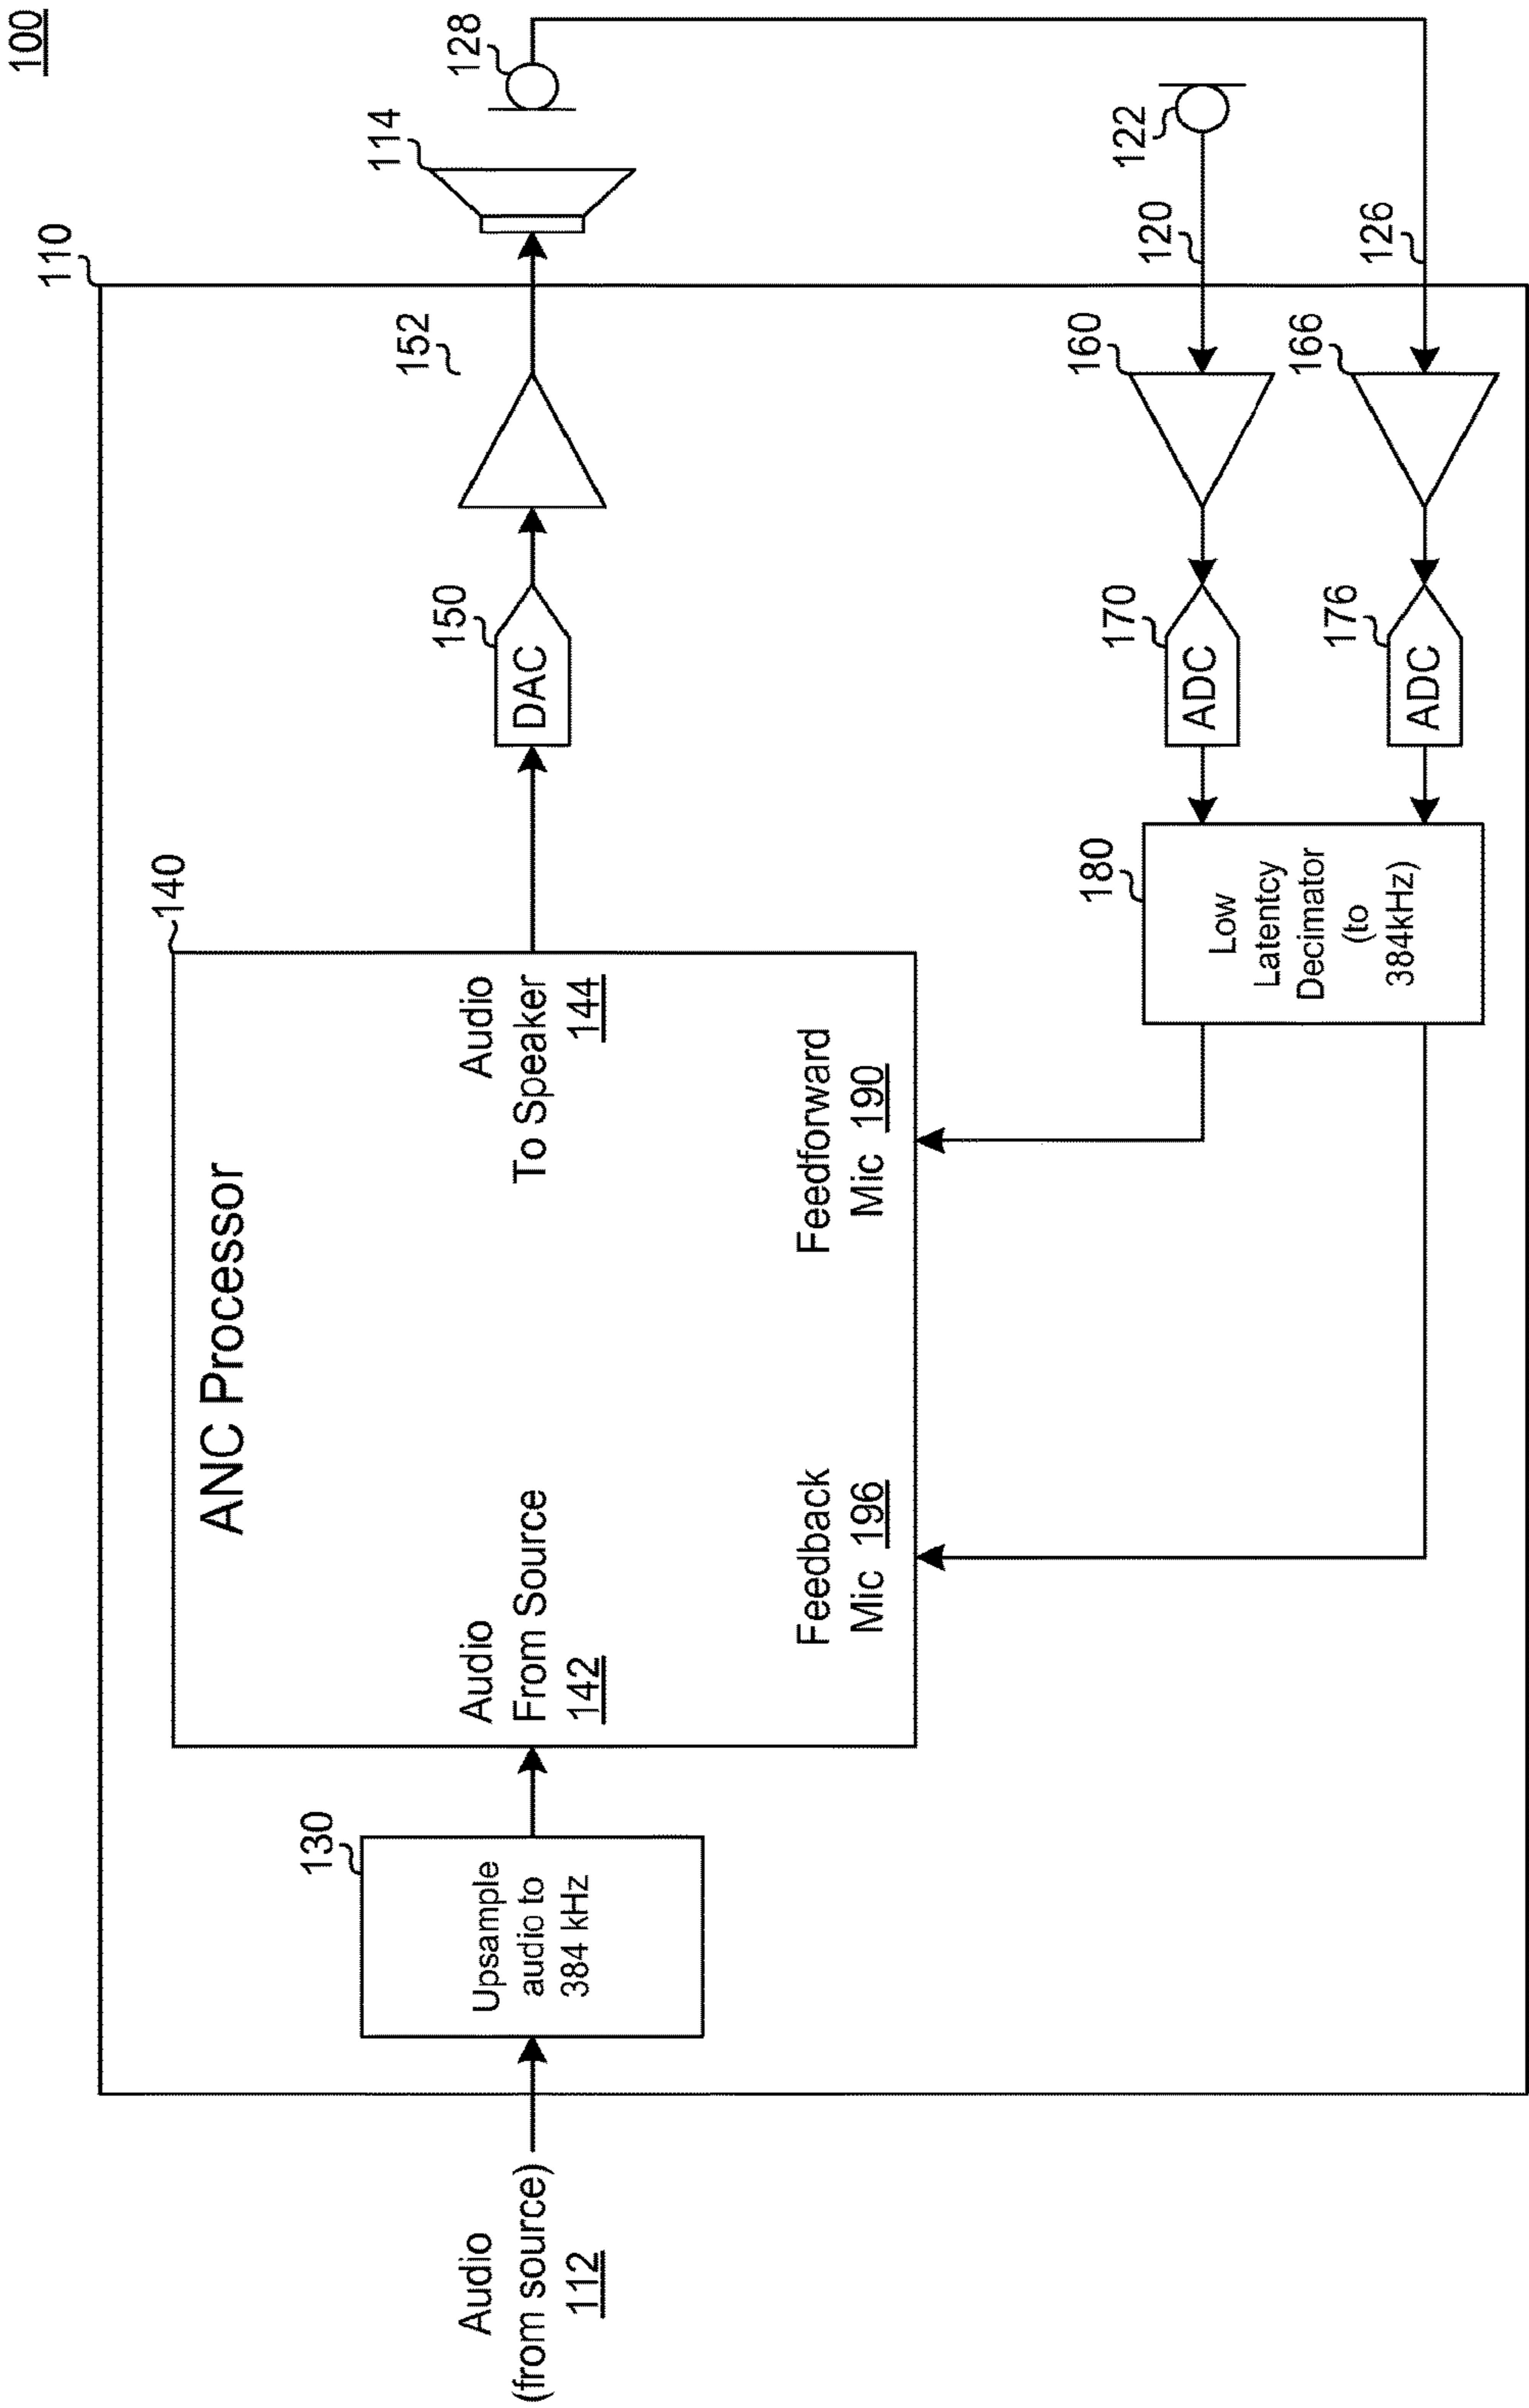 100
110
140
ANC Processor
130
Upsample
audio to
384 kHz
Audio
(from source)
112
Audio
From Source
142
Audio
To Speaker
144
150
DAC
152
114
128
Feedback
Mic 196
Feedforward
Mic 190
180
Low
Latentcy
Decimator
(to
384kHz)
170
ADC
160
120
122
176
ADC
166
126